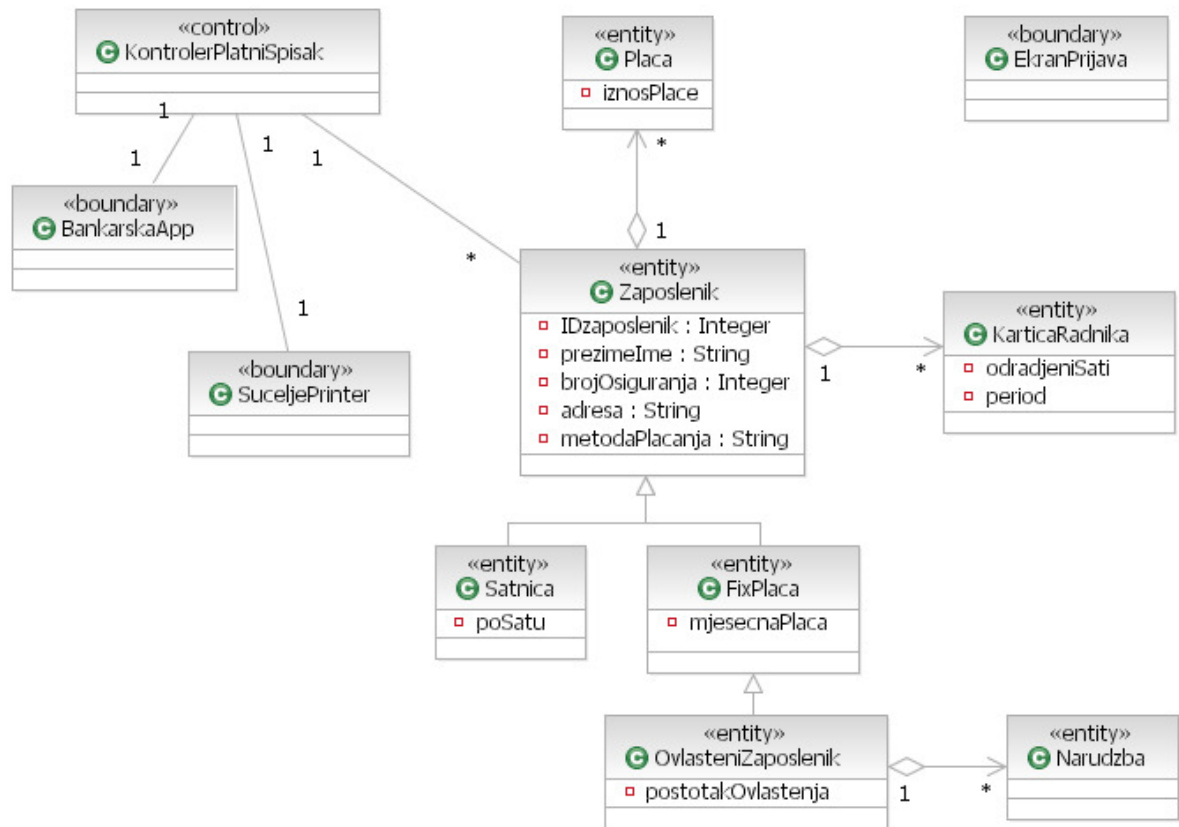 «control»
KontrolerPlatniSpisak
1
1
1
1
1
*
«boundary»
BankarskaApp
«boundary»
SuceljePrinter
«entity»
Placa
iznosPlace
*
1
«boundary»
EkranPrijava
«entity»
Zaposlenik
IDzaposlenik : Integer
prezimeIme : String
brojOsiguranja : Integer
adresa : String
metodaPlacanja : String
1
*
«entity»
KarticaRadnika
odradjeniSati
period
«entity»
Satnica
poSatu
«entity»
FixPlaca
mjesecnaPlaca
«entity»
OvlasteniZaposlenik
postotakOvlastenja
1
*
«entity»
Narudzba